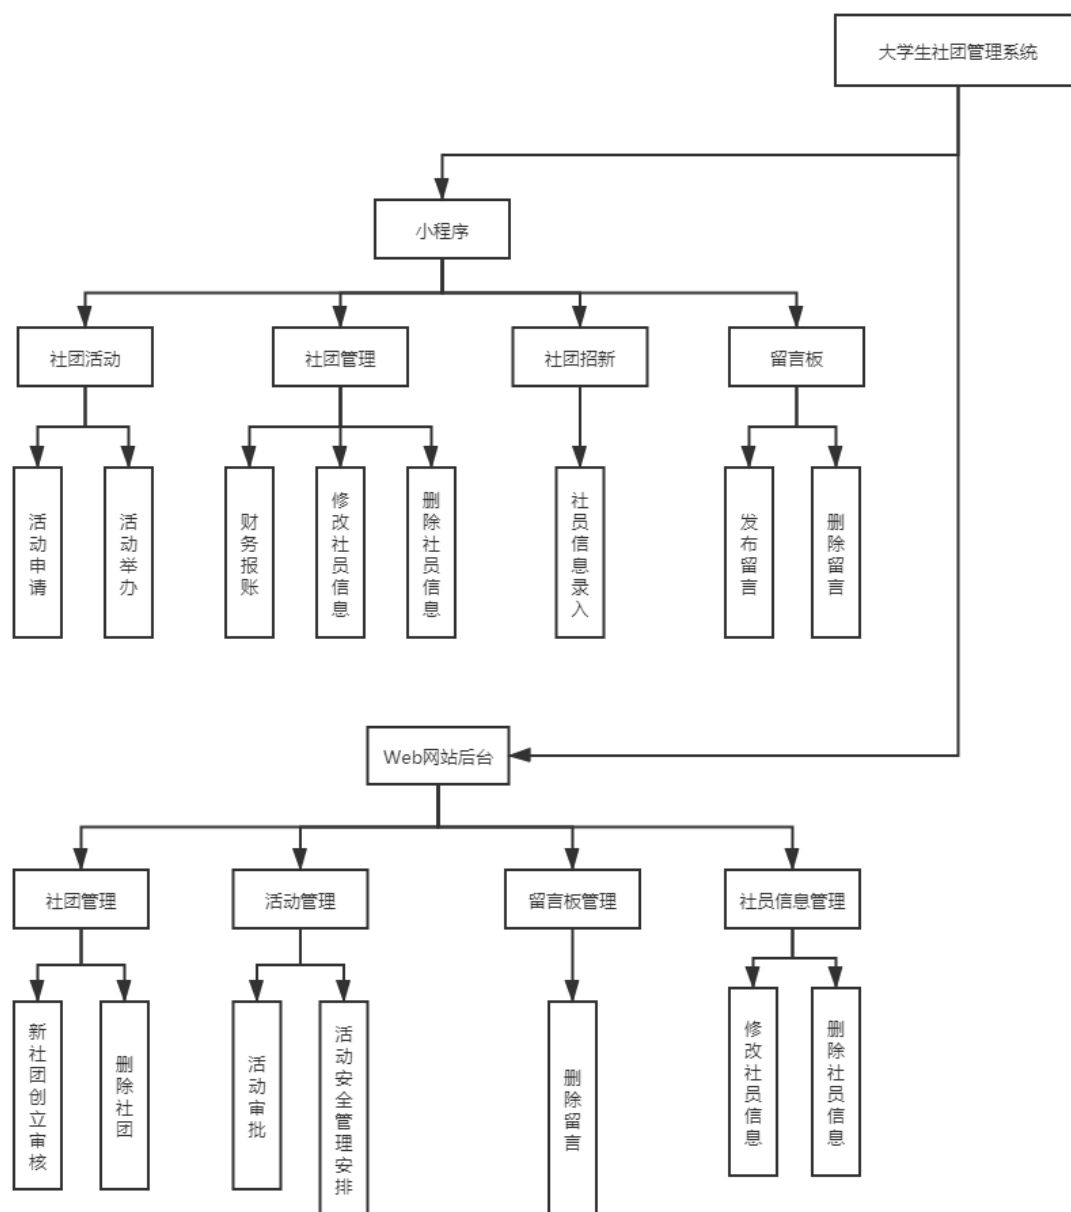 大学生社团管理系统
小程序
社团活动
社团管理
社团招新
留言板
活动申请
活动举办
财务报账
修改社员信息
删除社员信息
社员信息录入
发布留言
删除留言
Web网站后台
社团管理
活动管理
留言板管理
社员信息管理
新社团创立审核
删除社团
活动审批
活动安全管理安排
删除留言
修改社员信息
删除社员信息